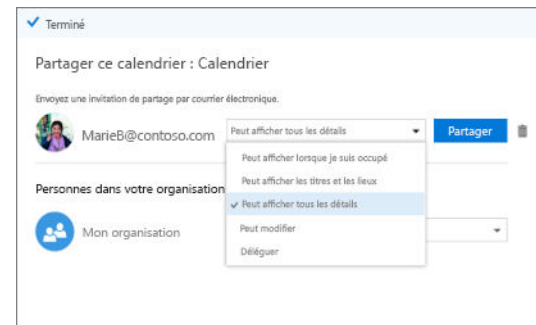 Terminé
Partager ce calendrier : Calendrier
Envoyez une invitation de partage par courrier électronique.
MarieB@contoso.com
Peut afficher tous les détails
Partager
Peut afficher lorsque je suis occupé
Peut afficher les titres et les lieux
Personnes dans votre organisation
Peut afficher tous les détails
Peut modifier
Mon organisation
Déléguer